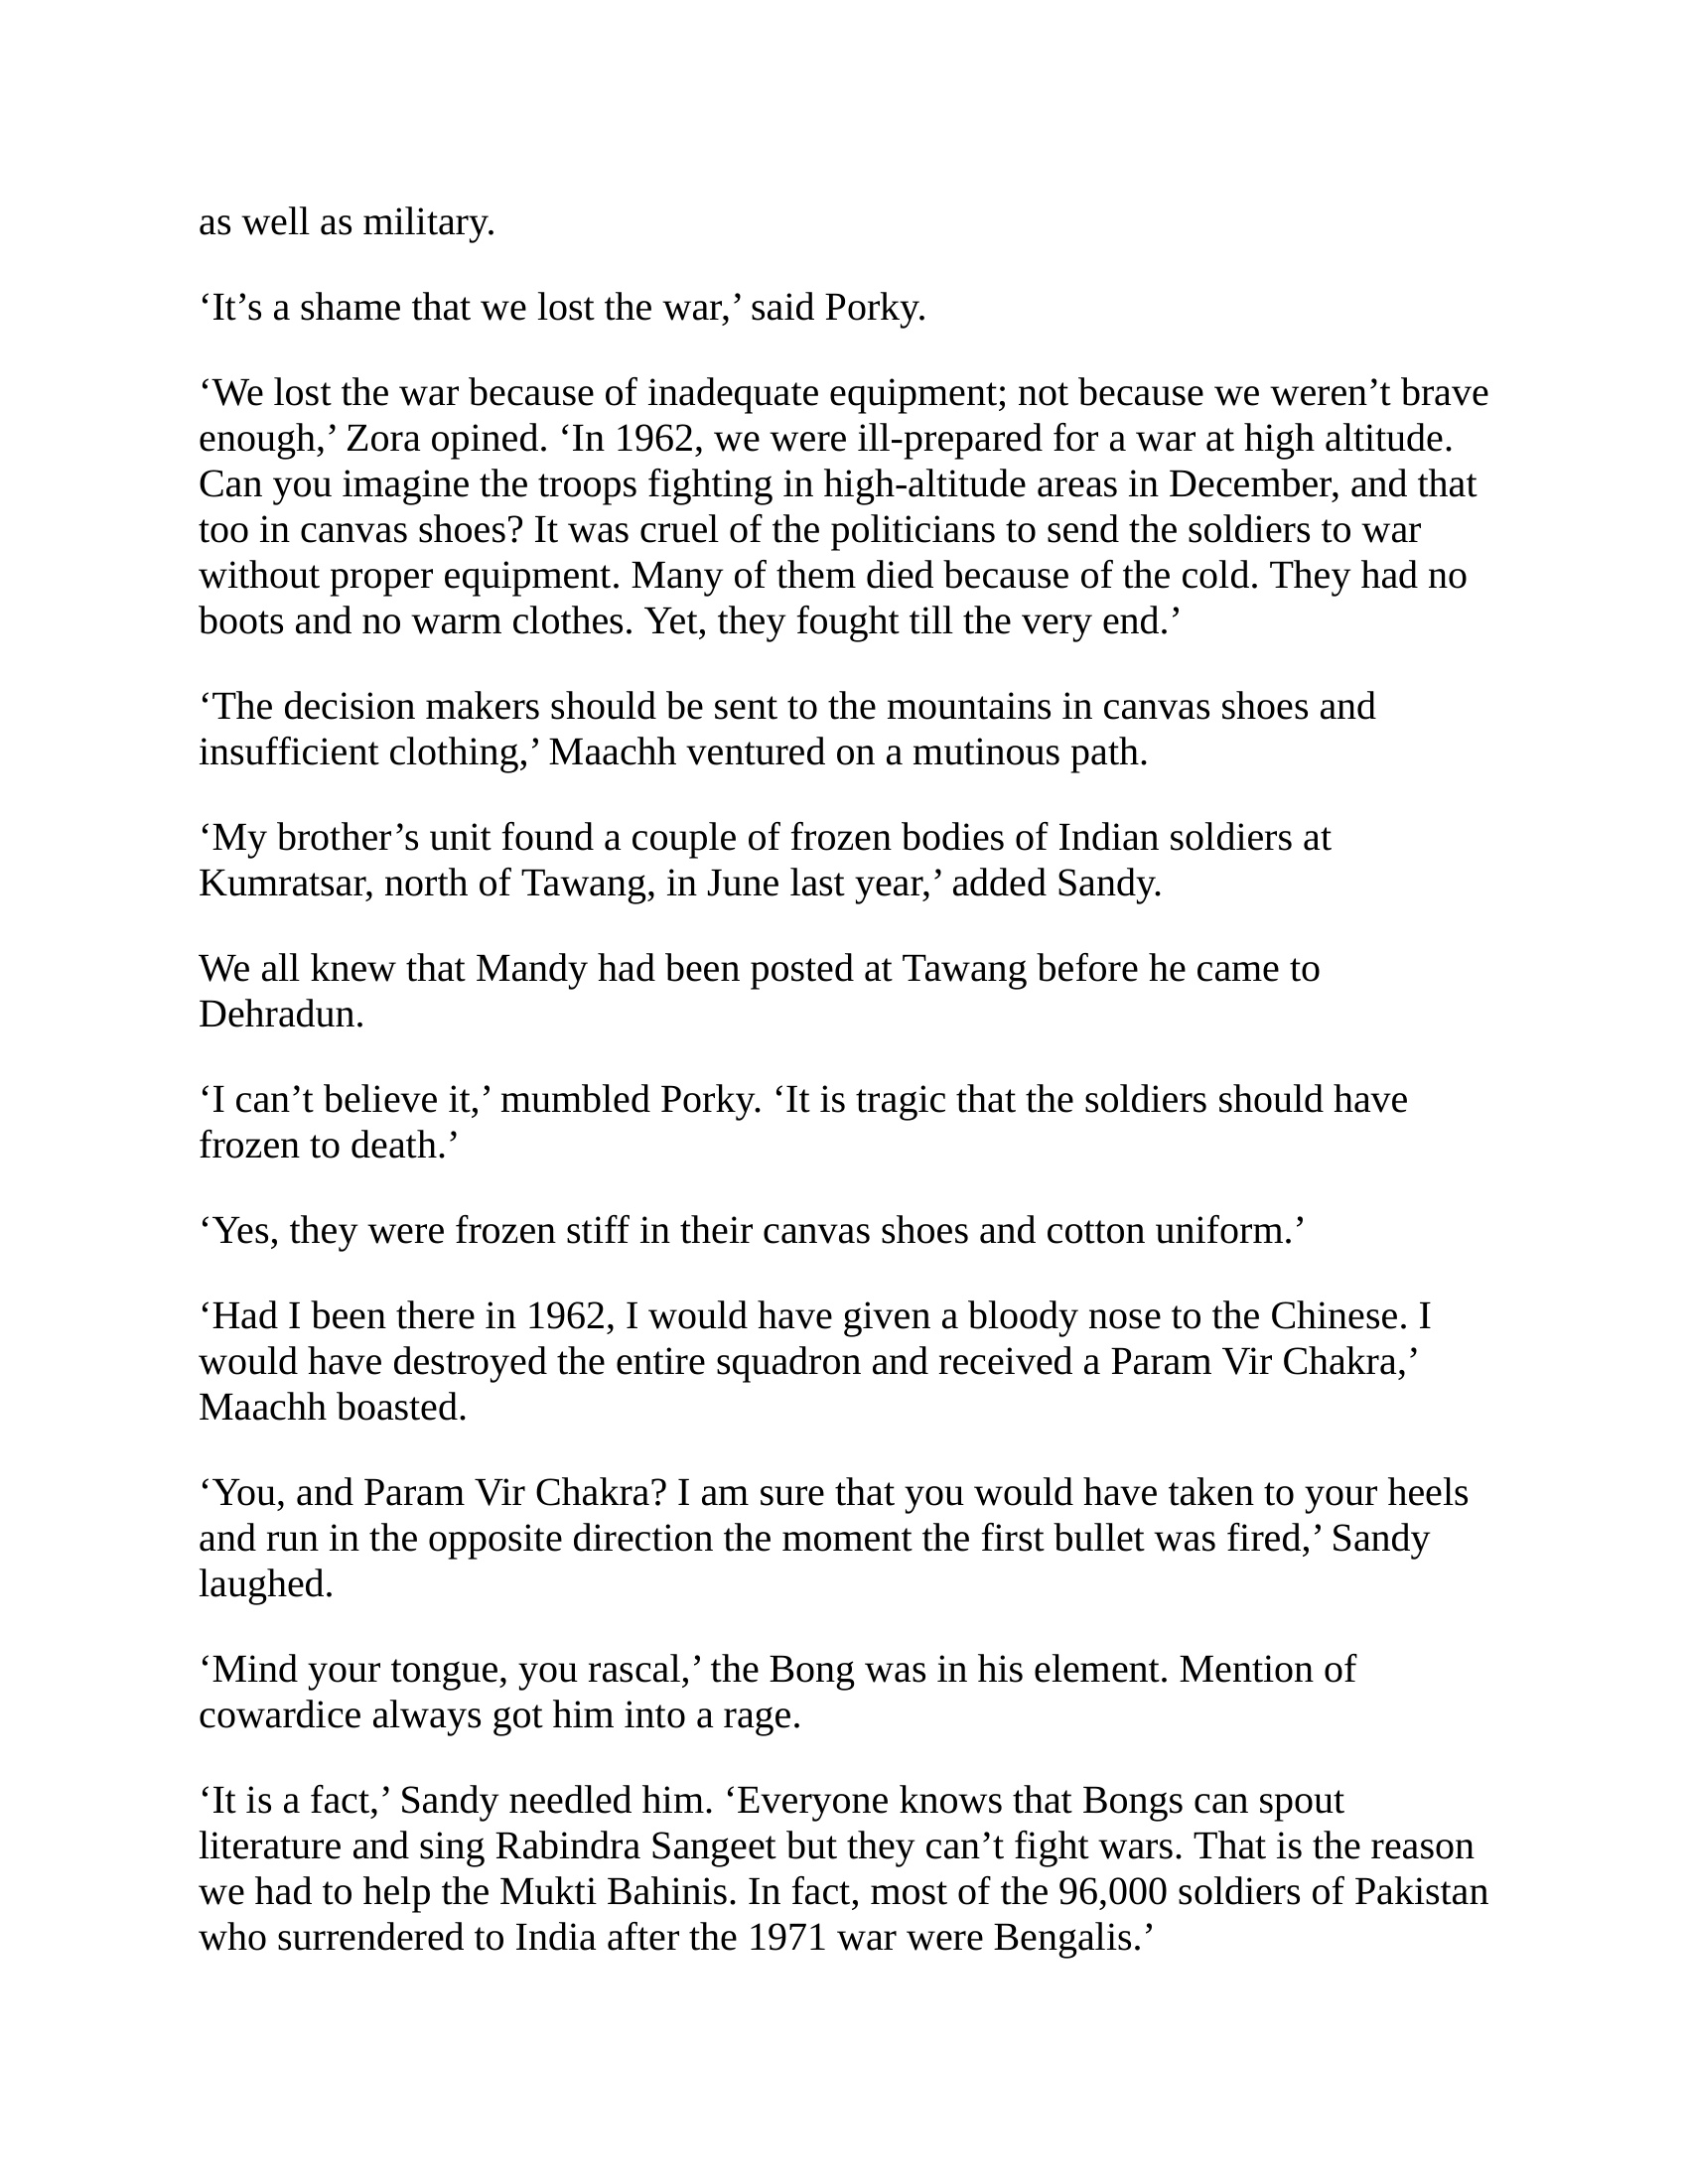 as well as military.
‘It’s a shame that we lost the war,’ said Porky.
‘We lost the war because of inadequate equipment; not because we weren’t brave
enough,’ Zora opined. ‘In 1962, we were ill-prepared for a war at high altitude.
Can you imagine the troops fighting in high-altitude areas in December, and that
too in canvas shoes? It was cruel of the politicians to send the soldiers to war
without proper equipment. Many of them died because of the cold. They had no
boots and no warm clothes. Yet, they fought till the very end.’
‘The decision makers should be sent to the mountains in canvas shoes and
insufficient clothing,’ Maachh ventured on a mutinous path.
‘My brother’s unit found a couple of frozen bodies of Indian soldiers at
Kumratsar, north of Tawang, in June last year,’ added Sandy.
We all knew that Mandy had been posted at Tawang before he came to
Dehradun.
‘I can’t believe it,’ mumbled Porky. ‘It is tragic that the soldiers should have
frozen to death.’
‘Yes, they were frozen stiff in their canvas shoes and cotton uniform.’
‘Had I been there in 1962, I would have given a bloody nose to the Chinese. I
would have destroyed the entire squadron and received a Param Vir Chakra,’
Maachh boasted.
‘You, and Param Vir Chakra? I am sure that you would have taken to your heels
and run in the opposite direction the moment the first bullet was fired,’ Sandy
laughed.
‘Mind your tongue, you rascal,’ the Bong was in his element. Mention of
cowardice always got him into a rage.
‘It is a fact,’ Sandy needled him. ‘Everyone knows that Bongs can spout
literature and sing Rabindra Sangeet but they can’t fight wars. That is the reason
we had to help the Mukti Bahinis. In fact, most of the 96,000 soldiers of Pakistan
who surrendered to India after the 1971 war were Bengalis.’